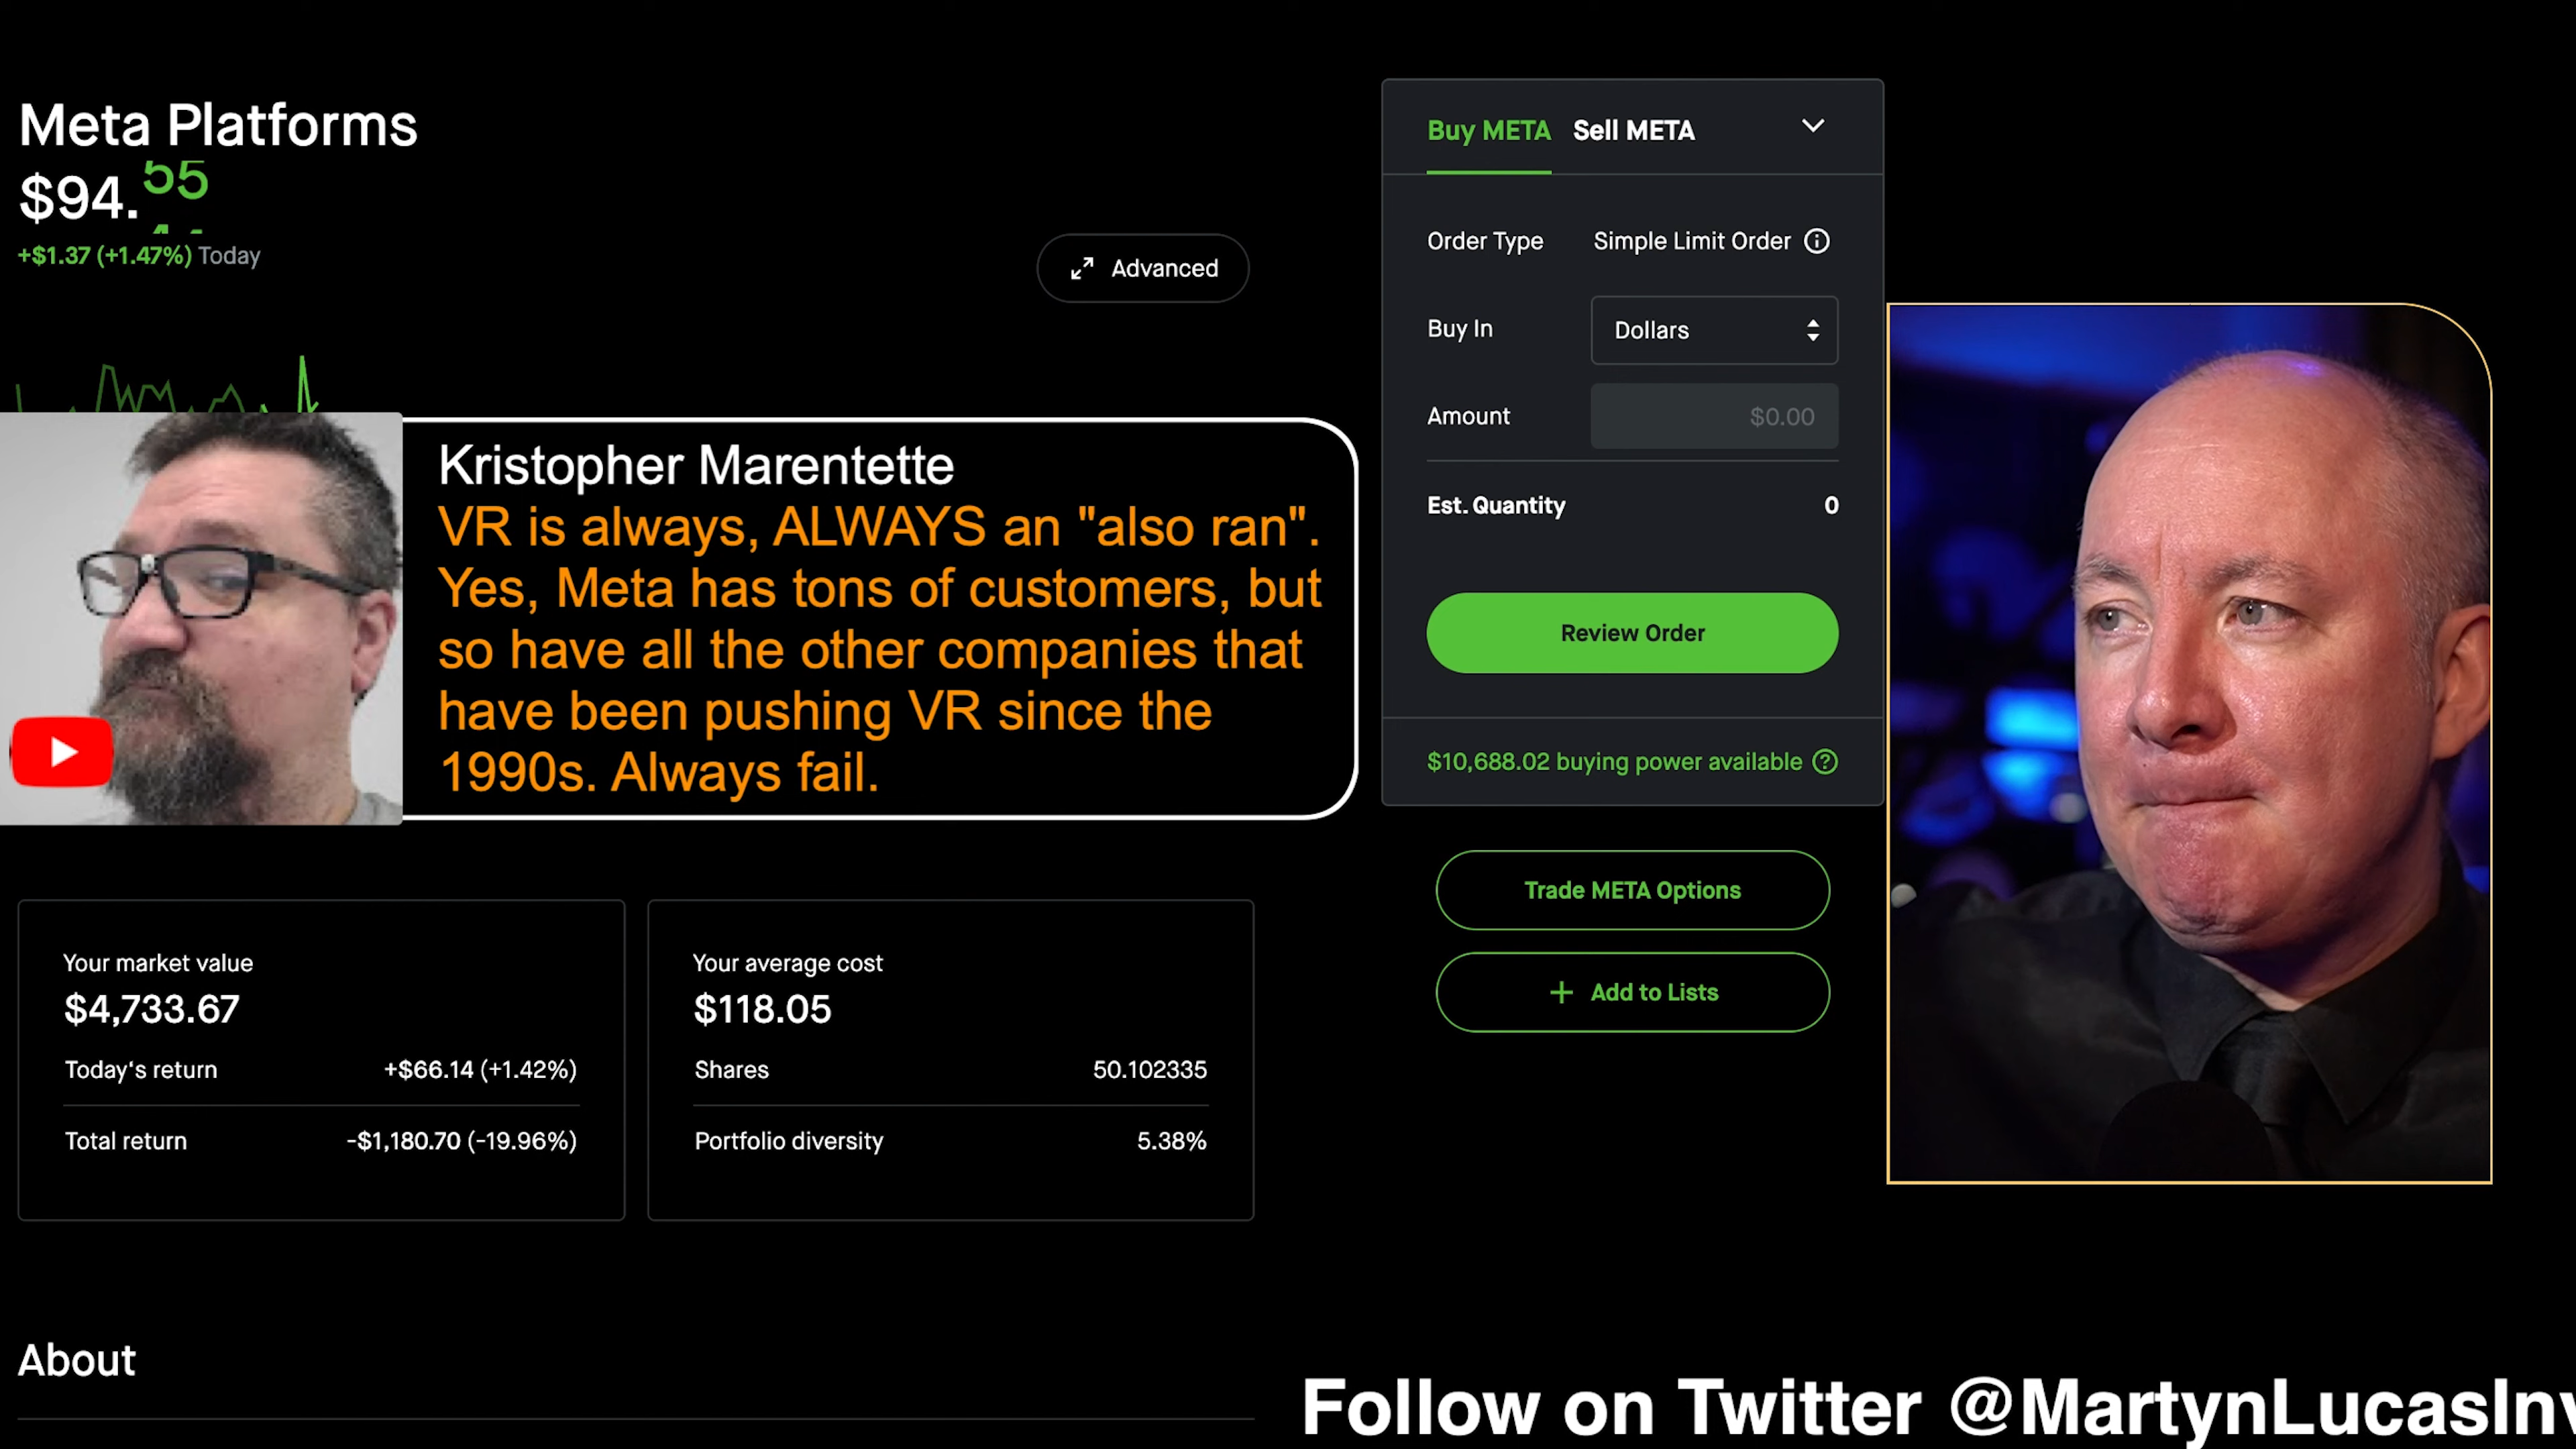 Meta Platforms
$94.55
+$1.37 (+1.47%) Today
Advanced
Kristopher Marentette
VR is always, ALWAYS an "also ran".
Yes, Meta has tons of customers, but
so have all the other companies that
have been pushing VR since the
1990s. Always fail.
Your market value
$4,733.67
Today's return +$66.14 (+1.42%)
Total return -$1,180.70 (-19.96%)
Your average cost
$118.05
Shares 50.102335
Portfolio diversity 5.38%
About
Buy META Sell META
Order Type Simple Limit Order
Buy In Dollars
Amount $0.00
Est. Quantity 0
Review Order
$10,688.02 buying power available
Trade META Options
+ Add to Lists
Follow on Twitter @MartynLucasInv